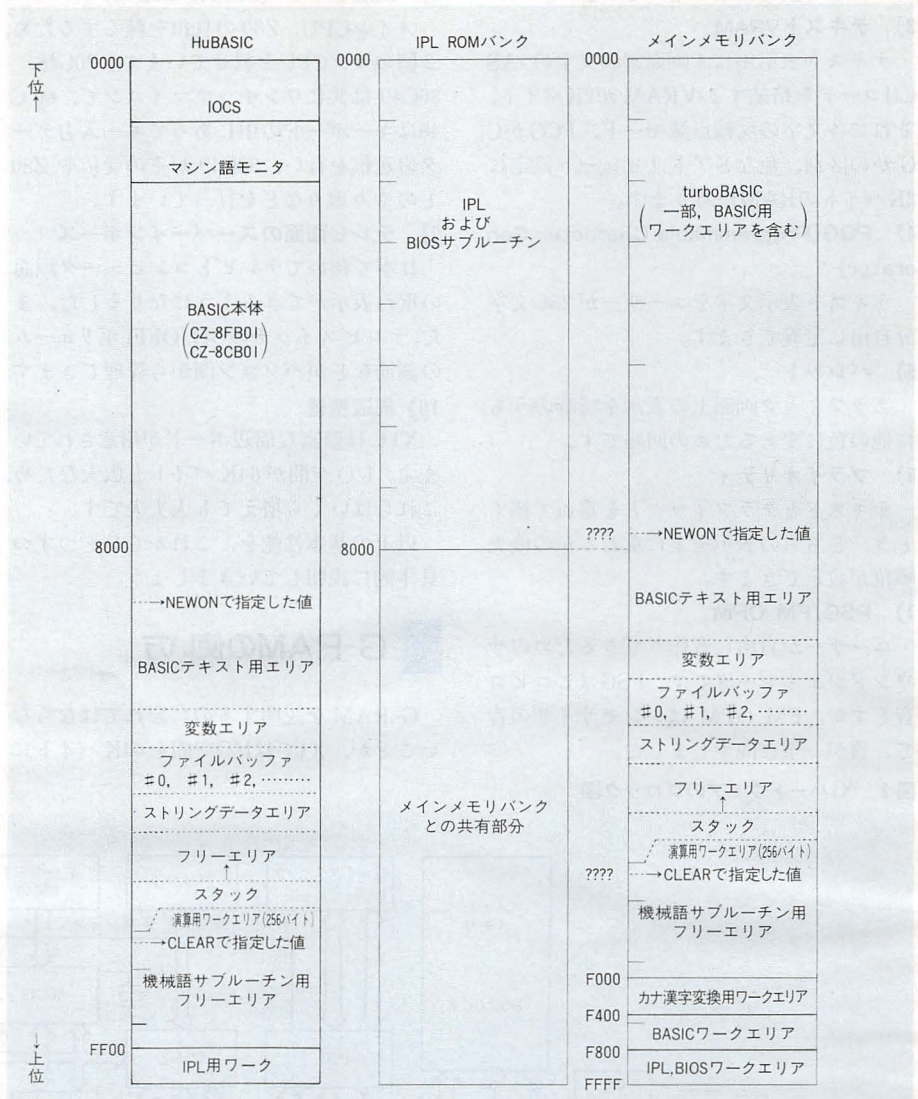 HuBASIC
0000
下位
↑
IOCS
マシン語モニタ
BASIC本体
(CZ-8FB01
CZ-8CB01)
8000
→NEWONで指定した値
BASICテキスト用エリア
変数エリア
ファイルバッファ
#0, #1, #2, ………
ストリングデータエリア
フリーエリア
↑
スタック
演算用ワークエリア(256バイト)
→CLEARで指定した値
機械語サブルーチン用
フリーエリア
↓
上位
FF00
IPL用ワーク
IPL ROMバンク
0000
IPL
および
BIOSサブルーチン
8000
メインメモリバンク
との共有部分
メインメモリバンク
0000
turboBASIC
(一部, BASIC用
ワークエリアを含む)
???? →NEWONで指定した値
BASICテキスト用エリア
変数エリア
ファイルバッファ
#0, #1, #2, ………
ストリングデータエリア
フリーエリア
↑
スタック
演算用ワークエリア(256バイト)
???? →CLEARで指定した値
機械語サブルーチン用
フリーエリア
F000
カナ漢字変換用ワークエリア
F400
BASICワークエリア
F800
IPL,BIOSワークエリア
FFFF